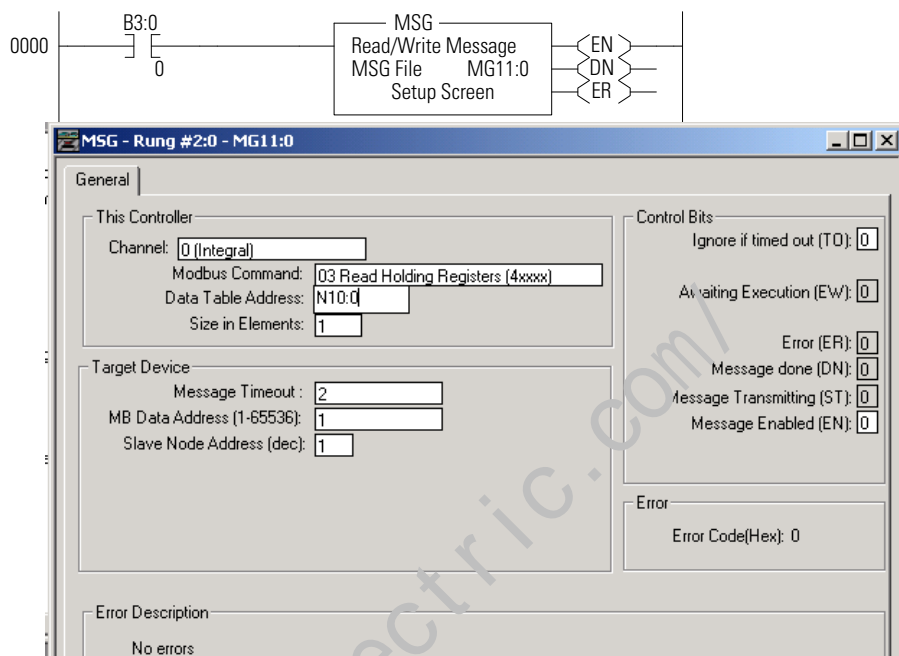 B3:0
0000
0
MSG
Read/Write Message
MSG File MG11:0
Setup Screen
EN
DN
ER
MSG - Rung #2:0 - MG11:0
General
This Controller
Channel: 0 (Integral)
Modbus Command: 03 Read Holding Registers (4xxxx)
Data Table Address: N10:0
Size in Elements: 1
Target Device
Message Timeout : 2
MB Data Address (1-65536): 1
Slave Node Address (dec): 1
Control Bits
Ignore if timed out (TO): 0
Awaiting Execution (EW): 0
Error (ER): 0
Message done (DN): 0
Message Transmitting (ST): 0
Message Enabled (EN): 0
Error
Error Code(Hex): 0
Error Description
No errors